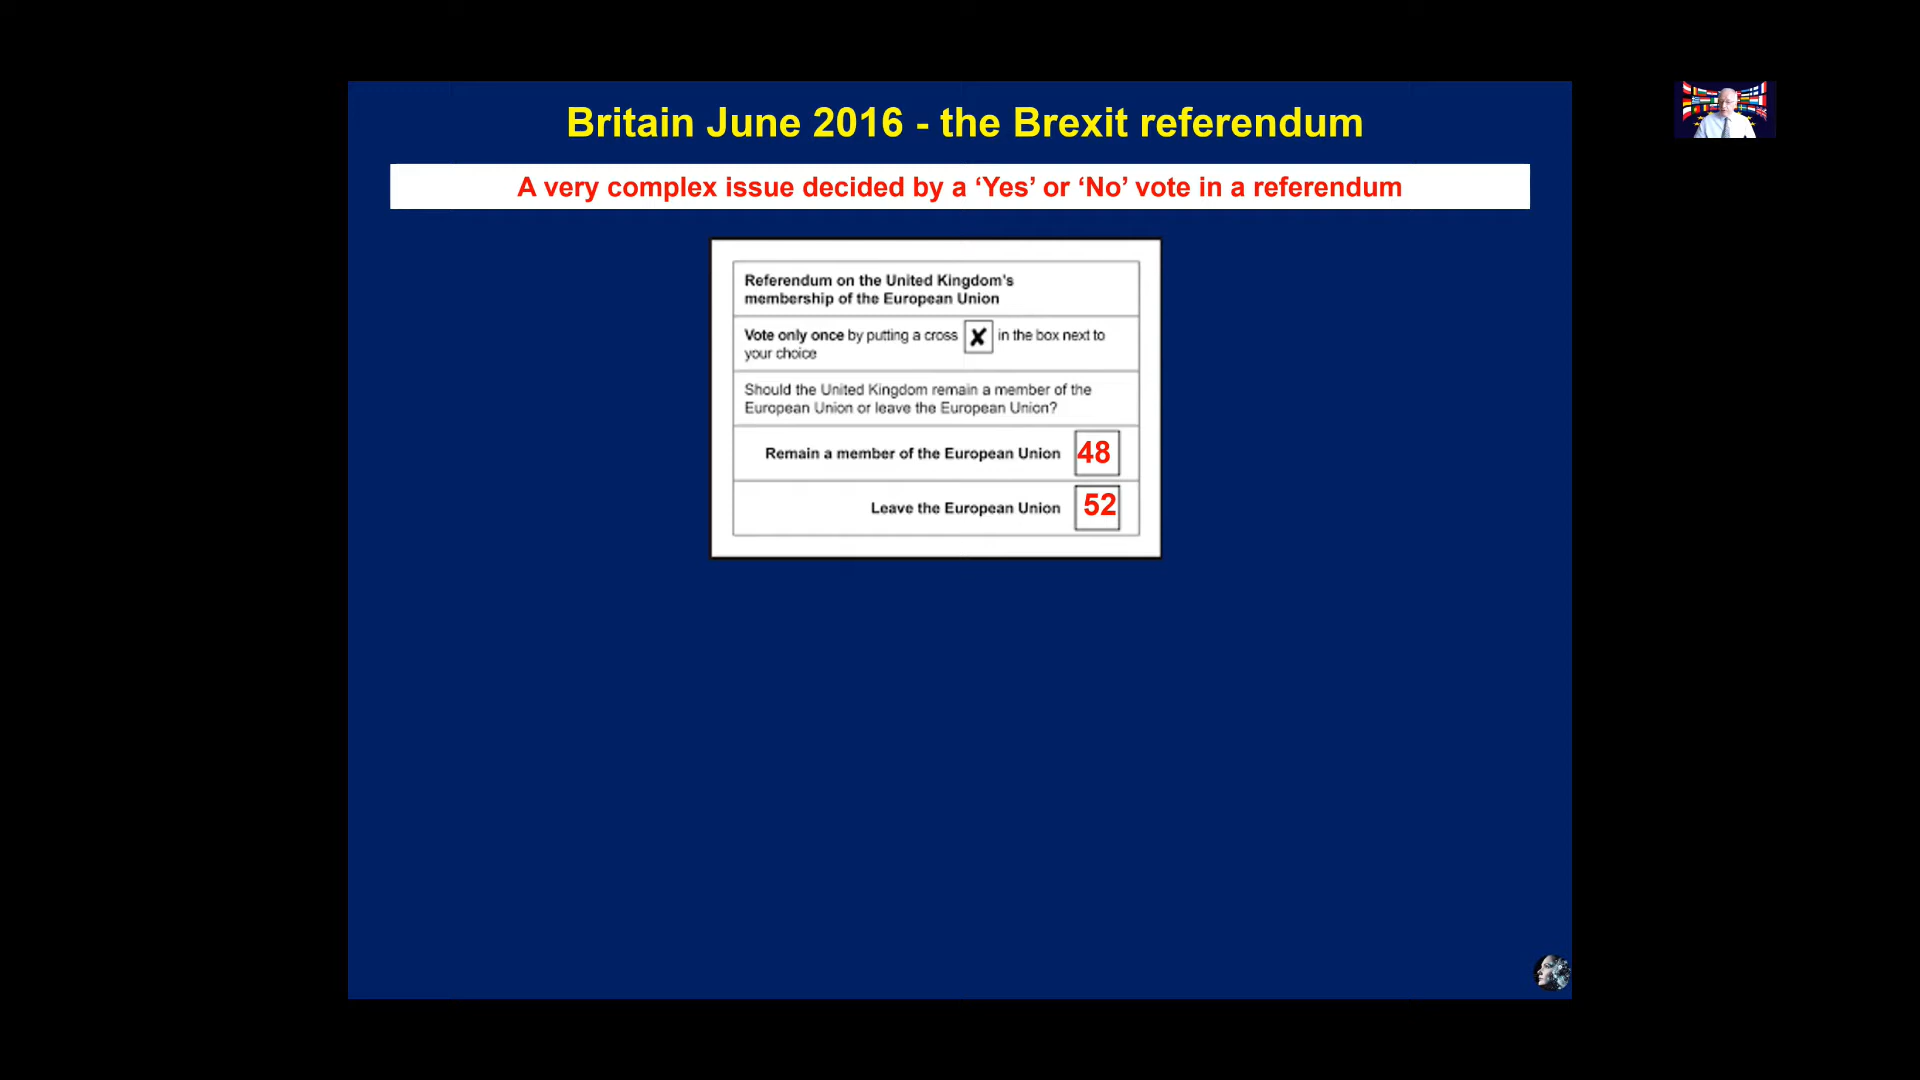 Britain June 2016 - the Brexit referendum
A very complex issue decided by a ‘Yes’ or ‘No’ vote in a referendum
Referendum on the United Kingdom's
membership of the European Union
Vote only once by putting a cross X in the box next to
your choice
Should the United Kingdom remain a member of the
European Union or leave the European Union?
Remain a member of the European Union 48
Leave the European Union 52